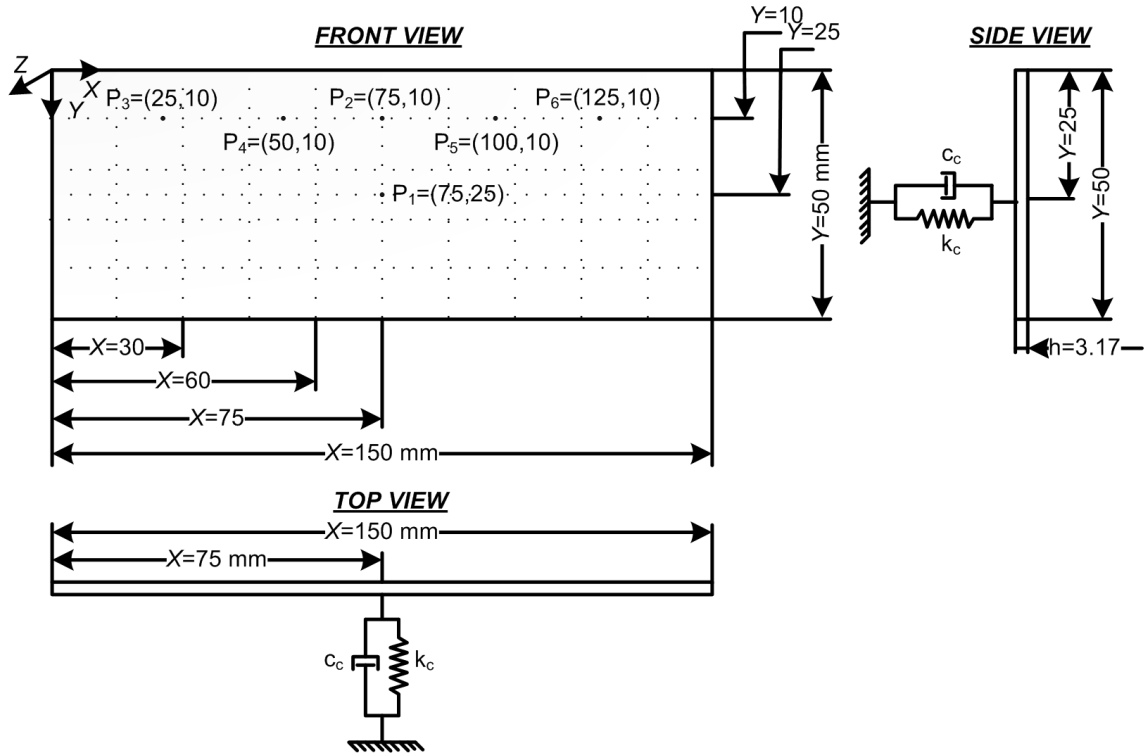 FRONT VIEW
Y=10
Y=25
SIDE VIEW
Z
X
Y
P3=(25,10)
P2=(75,10)
P6=(125,10)
P4=(50,10)
P5=(100,10)
P1=(75,25)
Y=50 mm
cc
kc
Y=25
Y=50
h=3.17
X=30
X=60
X=75
X=150 mm
TOP VIEW
X=150 mm
X=75 mm
cc
kc